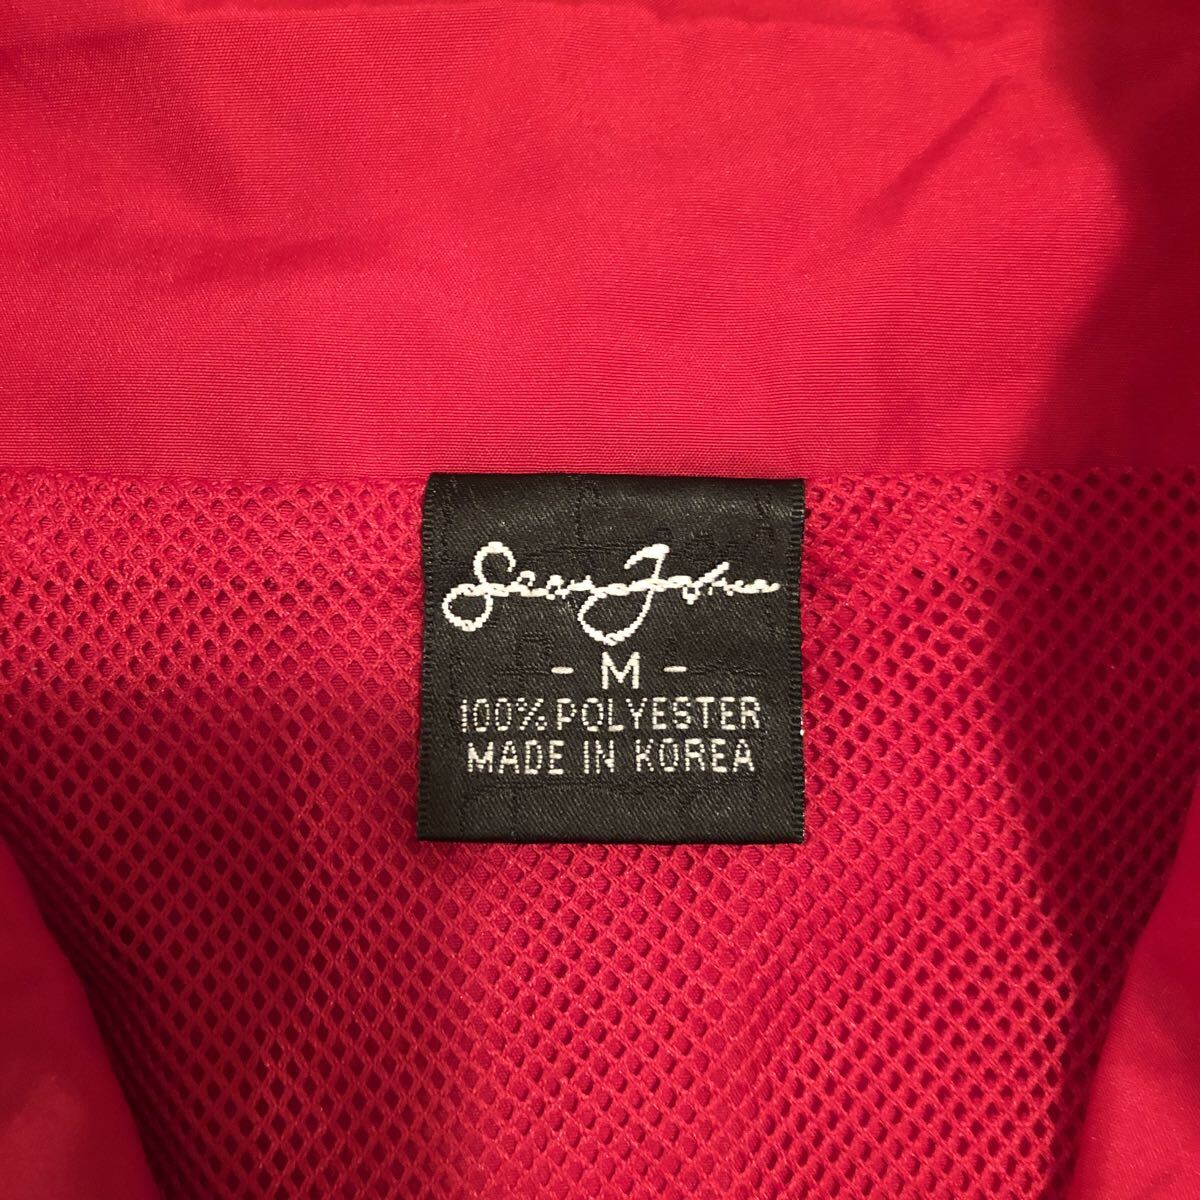 Sean John
- M -
100% POLYESTER
MADE IN KOREA